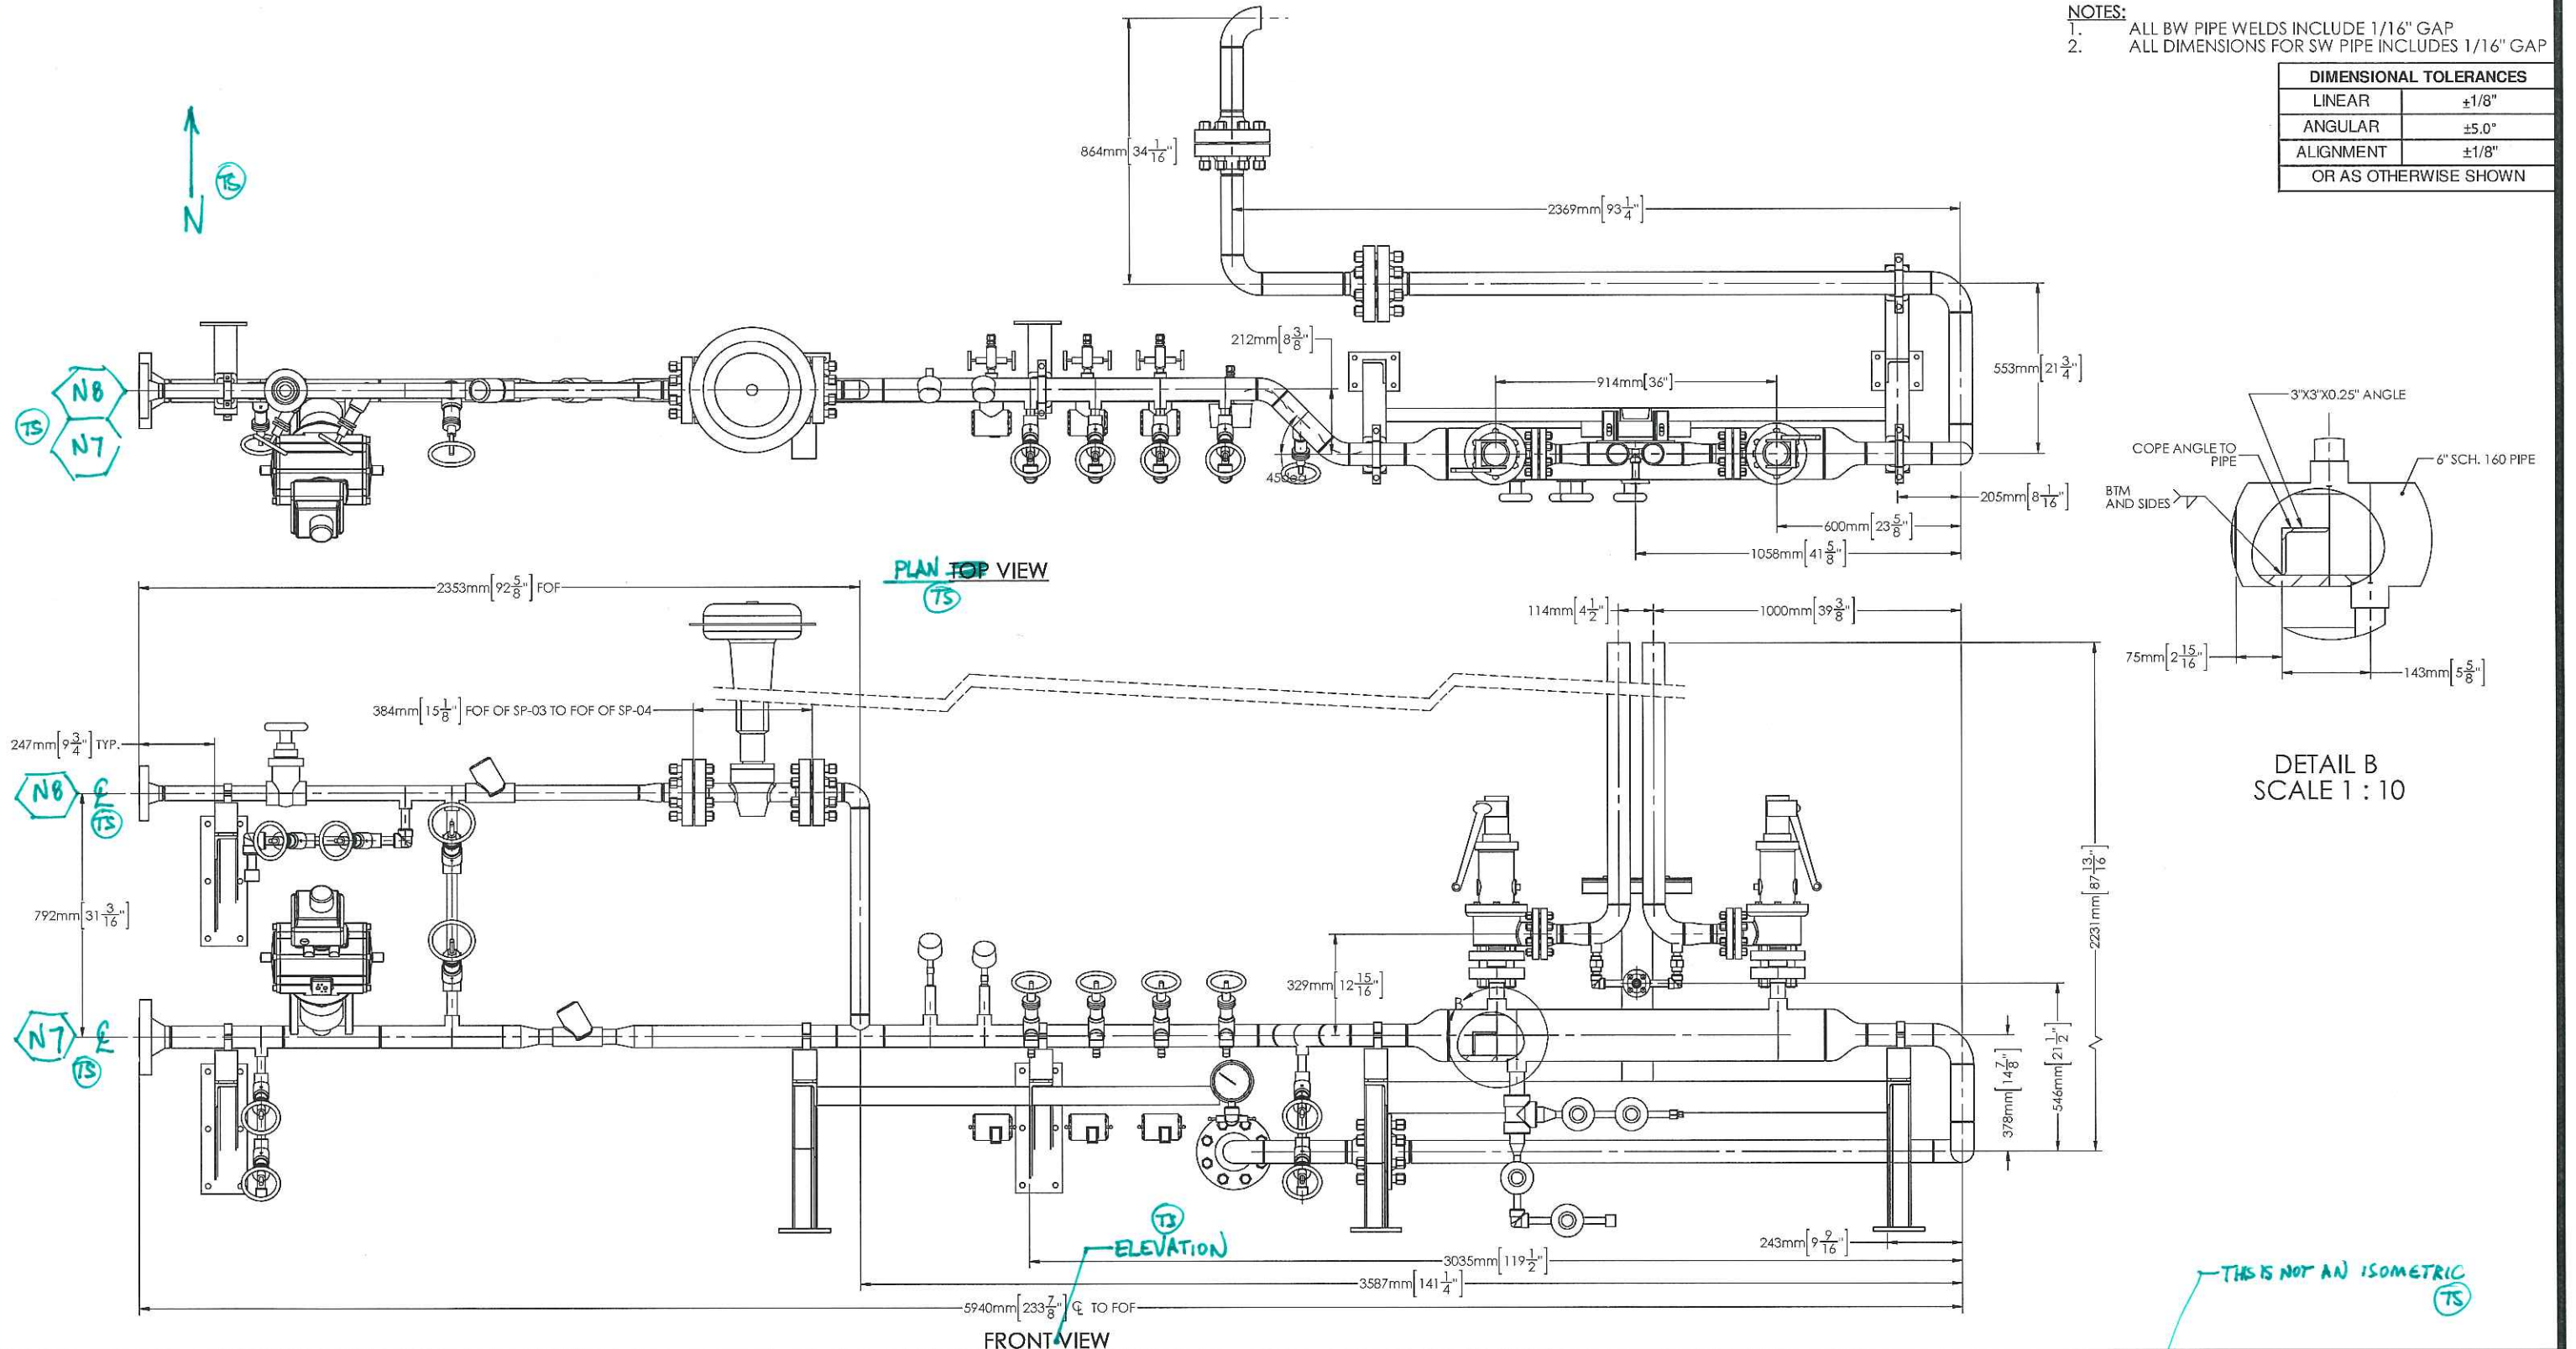 NOTES:
1. ALL BW PIPE WELDS INCLUDE 1/16" GAP
2. ALL DIMENSIONS FOR SW PIPE INCLUDES 1/16" GAP
DIMENSIONAL TOLERANCES
LINEAR ±1/8"
ANGULAR ±5.0°
ALIGNMENT ±1/8"
OR AS OTHERWISE SHOWN
N
TS
864mm[34 1/16"]
2369mm[93 1/4"]
212mm[8 3/8"]
914mm[36"]
553mm[21 3/4"]
N8
N7
TS
45deg
205mm[8 1/16"]
600mm[23 5/8"]
1058mm[41 5/8"]
PLAN TOP VIEW
TS
3"X3"X0.25" ANGLE
COPE ANGLE TO
PIPE
6" SCH. 160 PIPE
BTM
AND SIDES
75mm[2 15/16"]
143mm[5 5/8"]
DETAIL B
SCALE 1 : 10
2353mm[92 5/8"] FOF
114mm[4 1/2"]
1000mm[39 3/8"]
384mm[15 1/8"] FOF OF SP-03 TO FOF OF SP-04
247mm[9 3/4"] TYP.
N8 ℄
TS
792mm[31 3/16"]
N7 ℄
TS
329mm[12 15/16"]
B
2231mm[87 13/16"]
546mm[21 1/2"]
378mm[14 7/8"]
TS
ELEVATION
243mm[9 9/16"]
3035mm[119 1/2"]
3587mm[141 1/4"]
5940mm[233 7/8"] ℄ TO FOF
FRONT VIEW
THIS IS NOT AN ISOMETRIC
TS